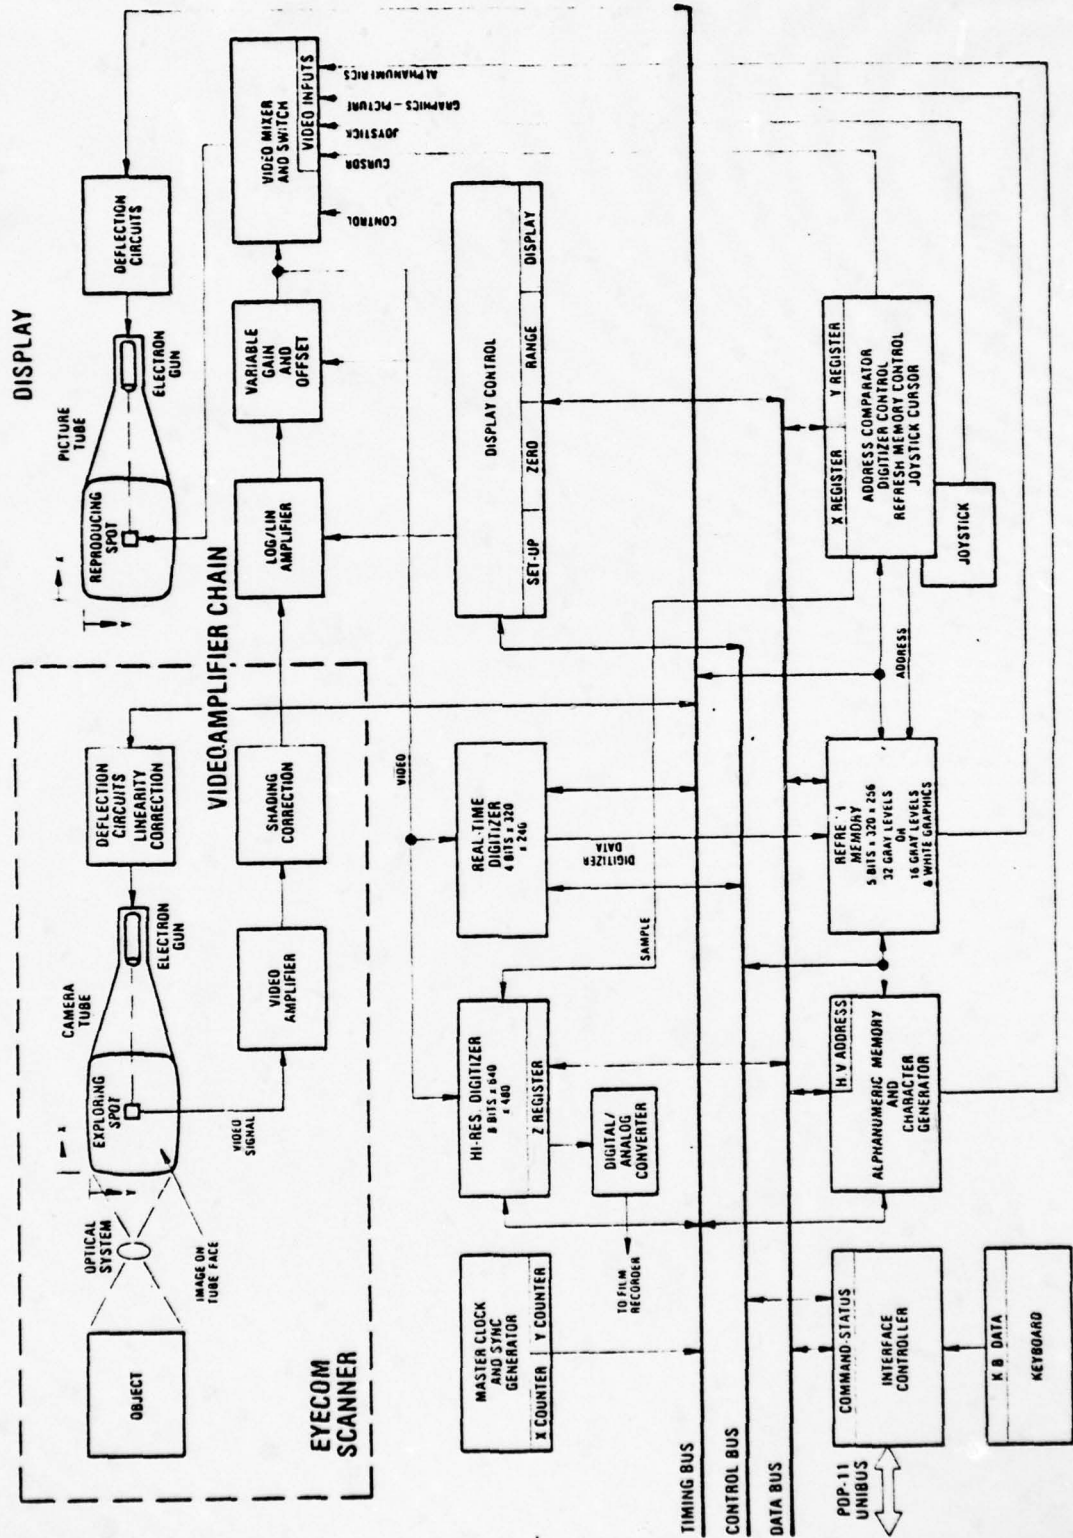 DISPLAY
EYECOM
SCANNER
OBJECT
OPTICAL
SYSTEM
IMAGE ON
TUBE FACE
X
Y
EXPLORING
SPOT
CAMERA
TUBE
ELECTRON
GUN
DEFLECTION
CIRCUITS
LINEARITY
CORRECTION
VIDEO
SIGNAL
VIDEO
AMPLIFIER
SHADING
CORRECTION
VIDEOAMPLIFIER CHAIN
X
Y
REPRODUCING
SPOT
PICTURE
TUBE
ELECTRON
GUN
DEFLECTION
CIRCUITS
LOG/LIN
AMPLIFIER
VARIABLE
GAIN
AND
OFFSET
VIDEO MIXER
AND SWITCH
VIDEO INPUTS
CONTROL
CURSOR
JOYSTICK
GRAPHICS - PICTURE
ALPHANUMERICS
MASTER CLOCK
AND SYNC
GENERATOR
X COUNTER
Y COUNTER
HI-RES. DIGITIZER
8 BITS x 640
x 480
Z REGISTER
DIGITAL/
ANALOG
CONVERTER
TO FILM
RECORDER
SAMPLE
VIDEO
REAL-TIME
DIGITIZER
4 BITS x 320
x 240
DIGITIZER
DATA
DISPLAY CONTROL
SET-UP
ZERO
RANGE
DISPLAY
TIMING BUS
CONTROL BUS
DATA BUS
PDP-11
UNIBUS
COMMAND-STATUS
INTERFACE
CONTROLLER
K B DATA
KEYBOARD
H.V ADDRESS
ALPHANUMERIC MEMORY
AND
CHARACTER
GENERATOR
MEMORY
5 BITS x 320 x 256
32 GRAY LEVELS
OR
16 GRAY LEVELS
& WHITE GRAPHICS
ADDRESS
X REGISTER
Y REGISTER
ADDRESS COMPARATOR
DIGITIZER CONTROL
REFRESH MEMORY CONTROL
JOYSTICK CURSOR
JOYSTICK